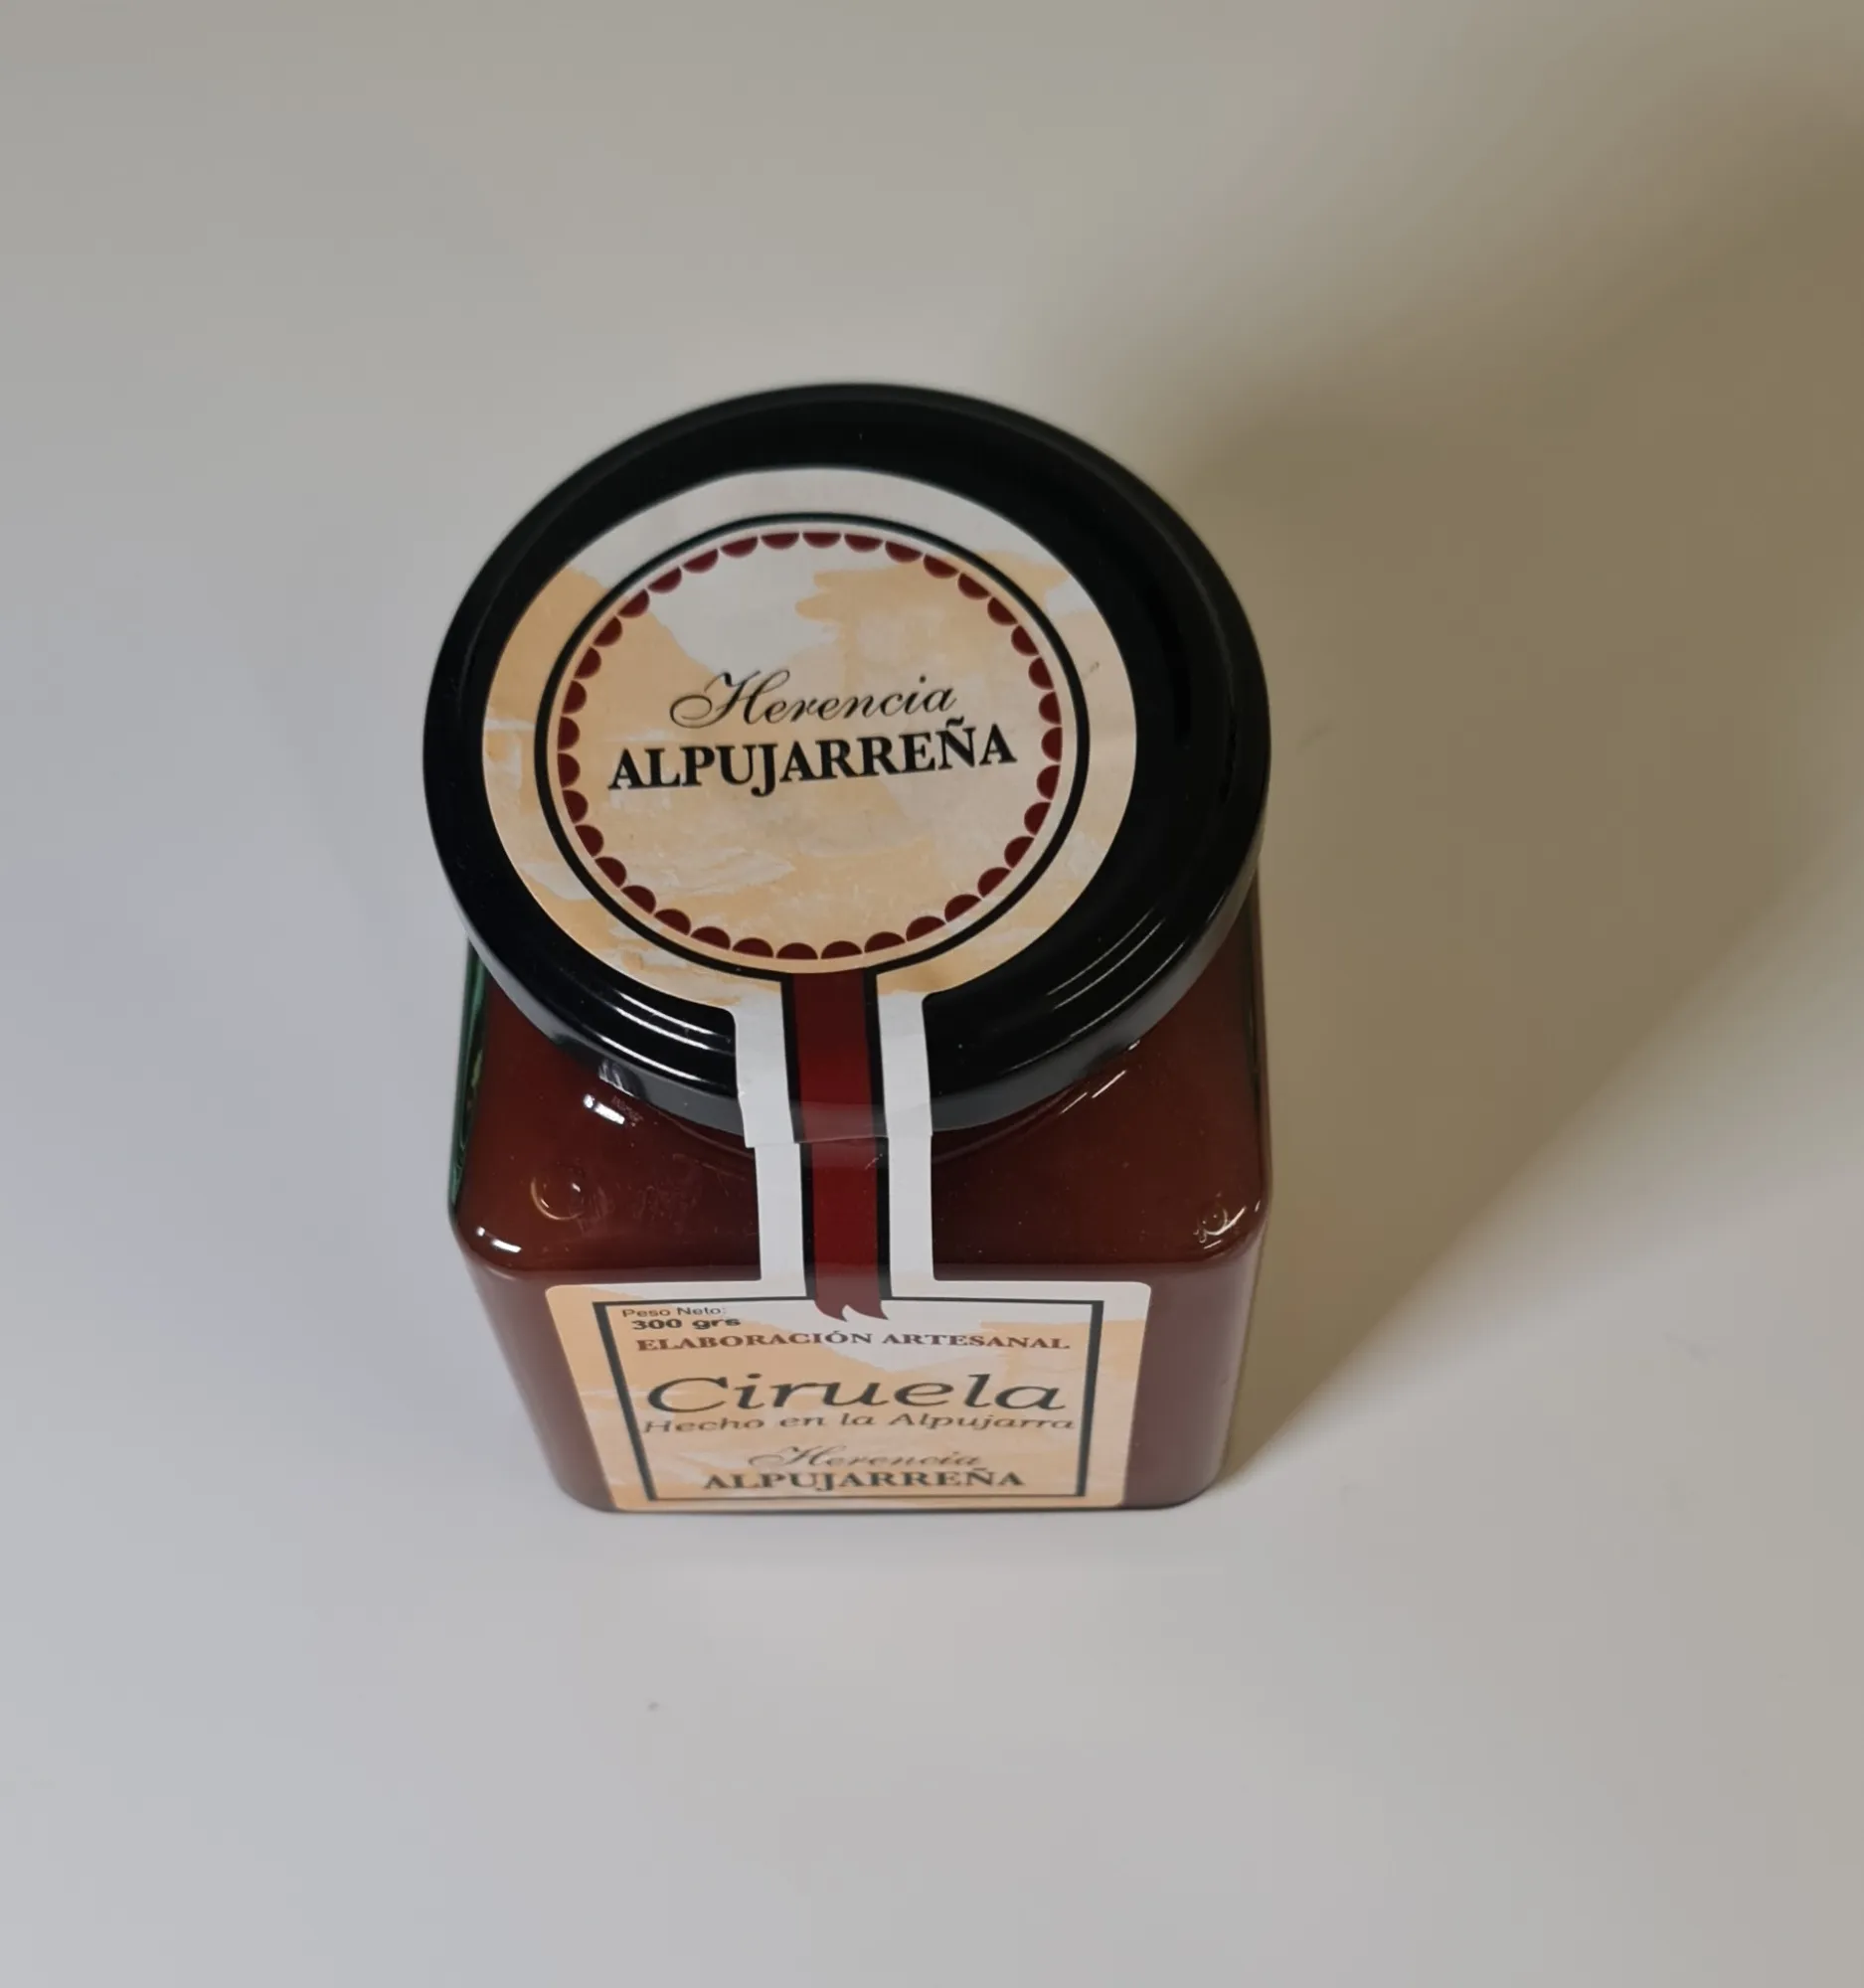 Herencia
ALPUJARREÑA
Peso Neto:
300 grs
ELABORACIÓN ARTESANAL
Ciruela
Hecho en la Alpujarra
Herencia
ALPUJARREÑA